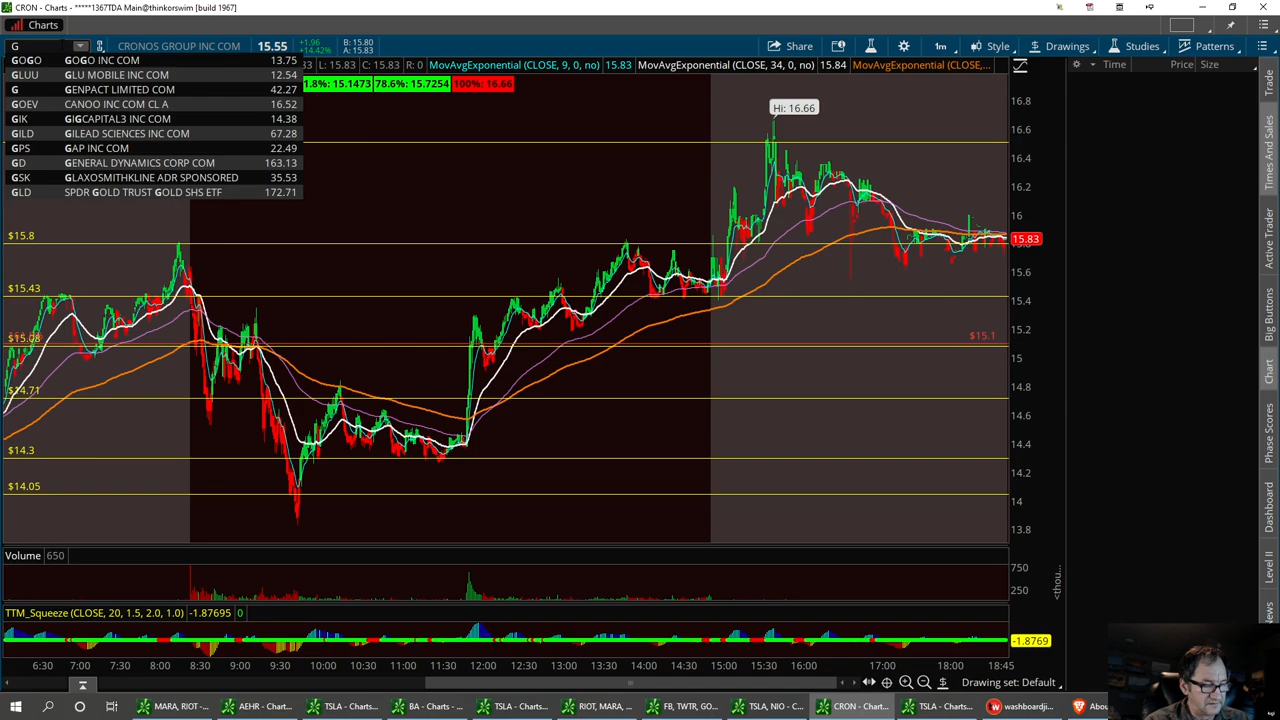 CRON - Charts - *****1367TDA Main@thinkorswim [build 1967]
Charts
G
CRONOS GROUP INC COM
15.55
+1.96
+14.42%
B: 15.80
A: 15.83
Share
1m
Style
Drawings
Studies
Patterns
GOGO GOGO INC COM 13.75
GLUU GLU MOBILE INC COM 12.54
G GENPACT LIMITED COM 42.27
GOEV CANOO INC COM CL A 16.52
GIK GIGCAPITAL3 INC COM 14.38
GILD GILEAD SCIENCES INC COM 67.28
GPS GAP INC COM 22.49
GD GENERAL DYNAMICS CORP COM 163.13
GSK GLAXOSMITHKLINE ADR SPONSORED 35.53
GLD SPDR GOLD TRUST GOLD SHS ETF 172.71
83 L: 15.83 C: 15.83 R: 0 MovAvgExponential (CLOSE, 9, 0, no) 15.83 MovAvgExponential (CLOSE, 34, 0, no) 15.84 MovAvgExponential (CLOSE,...
1.8%: 15.1473 78.6%: 15.7254 100%: 16.66
Time Price Size
Hi: 16.66
16.8
16.6
16.4
16.2
16
15.83
15.6
15.4
15.2
15
14.8
14.6
14.4
14.2
14
13.8
$15.8
$15.43
$15.08
$15.1
$14.71
$14.3
$14.05
Volume 650
750
250
<thou...
TTM_Squeeze (CLOSE, 20, 1.5, 2.0, 1.0) -1.87695 0
-1.8769
6:30 7:00 7:30 8:00 8:30 9:00 9:30 10:00 10:30 11:00 11:30 12:00 12:30 13:00 13:30 14:00 14:30 15:00 15:30 16:00 17:00 18:00 18:45
Drawing set: Default
Trade
Times And Sales
Active Trader
Big Buttons
Chart
Phase Scores
Dashboard
Level II
News
MARA, RIOT -...
AEHR - Chart...
TSLA - Charts...
BA - Charts - ...
TSLA - Charts...
RIOT, MARA, ...
FB, TWTR, GO...
TSLA, NIO - C...
CRON - Chart...
TSLA - Charts...
washboardji...
Abou